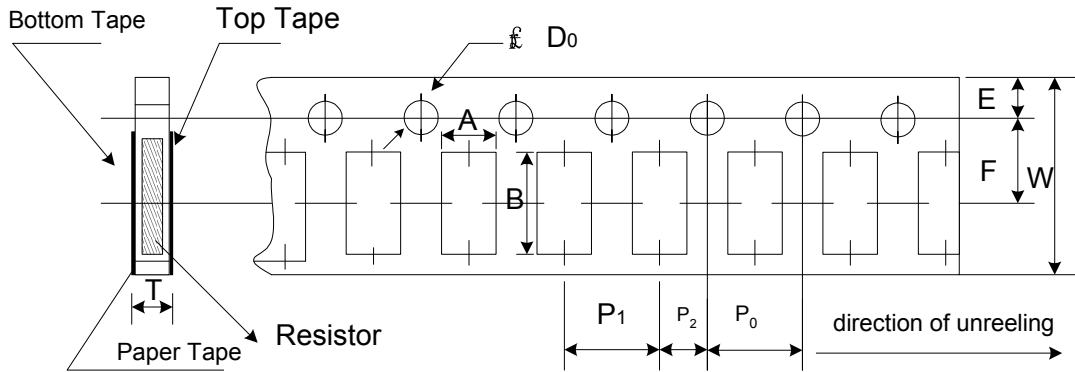 Bottom Tape
Top Tape
D0
E
A
F
W
B
T
P1
P2
P0
Resistor
direction of unreeling
Paper Tape